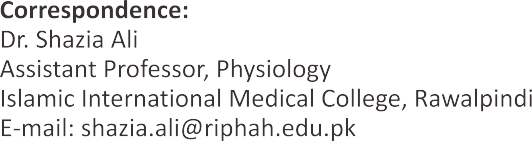 Correspondence:
Dr. Shazia Ali
Assistant Professor, Physiology
Islamic International Medical College, Rawalpindi
E-mail: shazia.ali@riphah.edu.pk